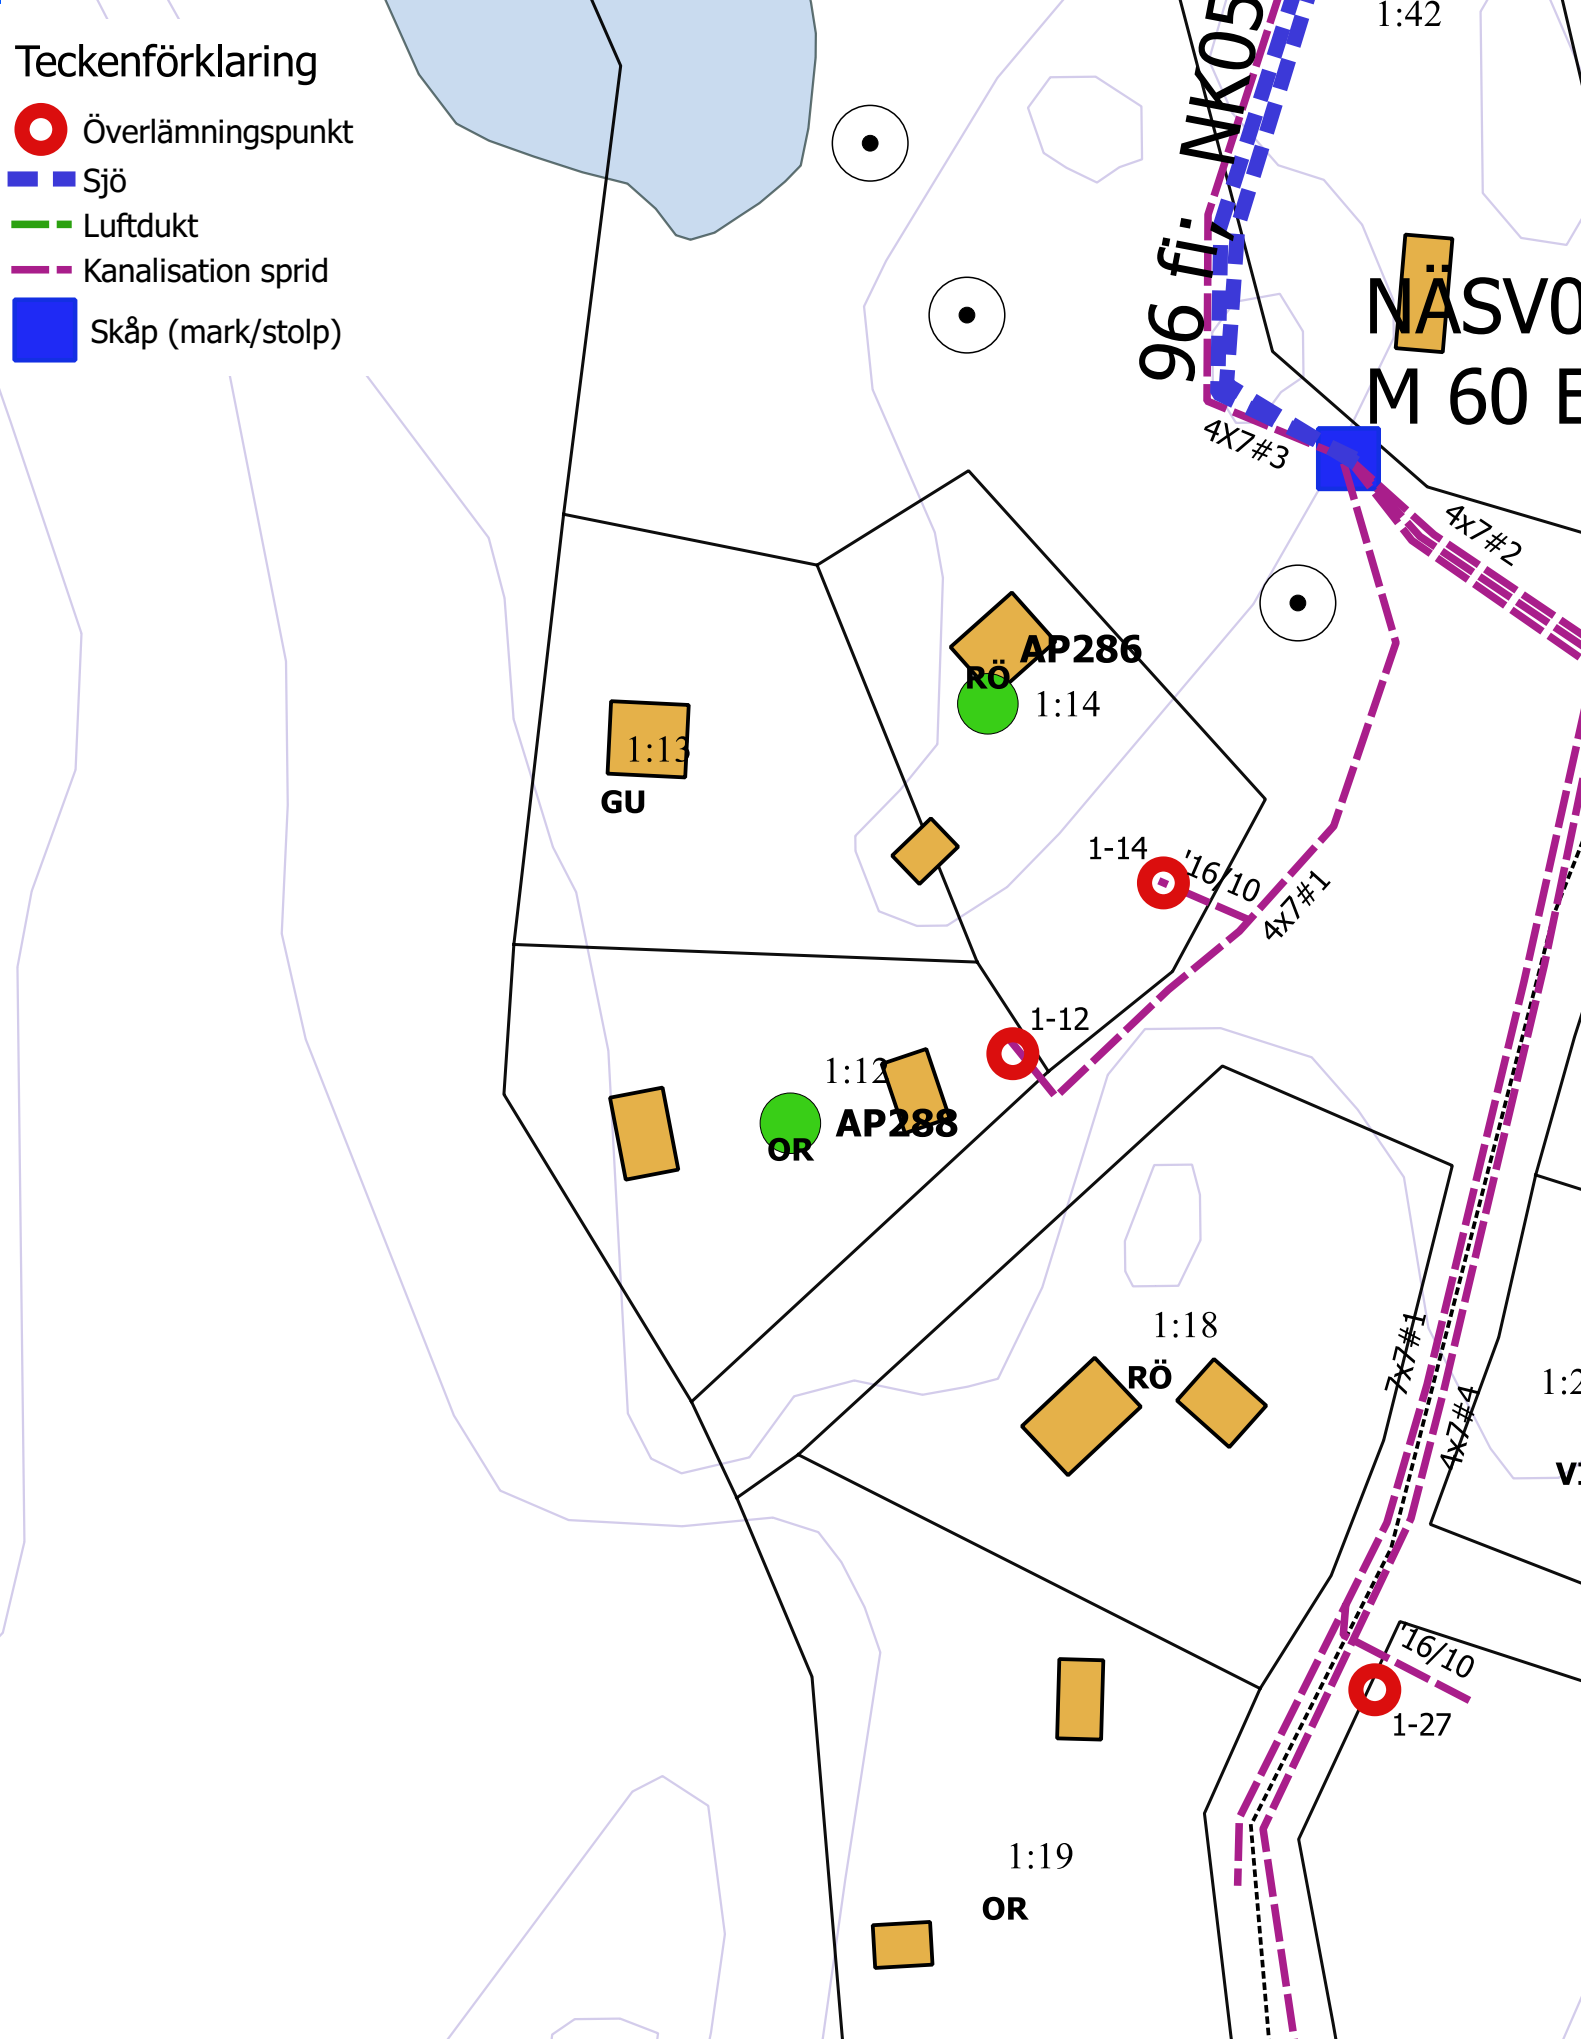 Teckenförklaring
Överlämningspunkt
Sjö
Luftdukt
Kanalisation sprid
Skåp (mark/stolp)
1:42
96 fi; NK05
NÄSV0
M 60
4X7#3
4x7#2
AP286
RÖ
1:14
1:13
GU
1-14
'16/10
4x7#1
1-12
1:12
AP288
OR
1:18
RÖ
7x7#1
4x7#4
1:2
'16/10
1-27
1:19
OR